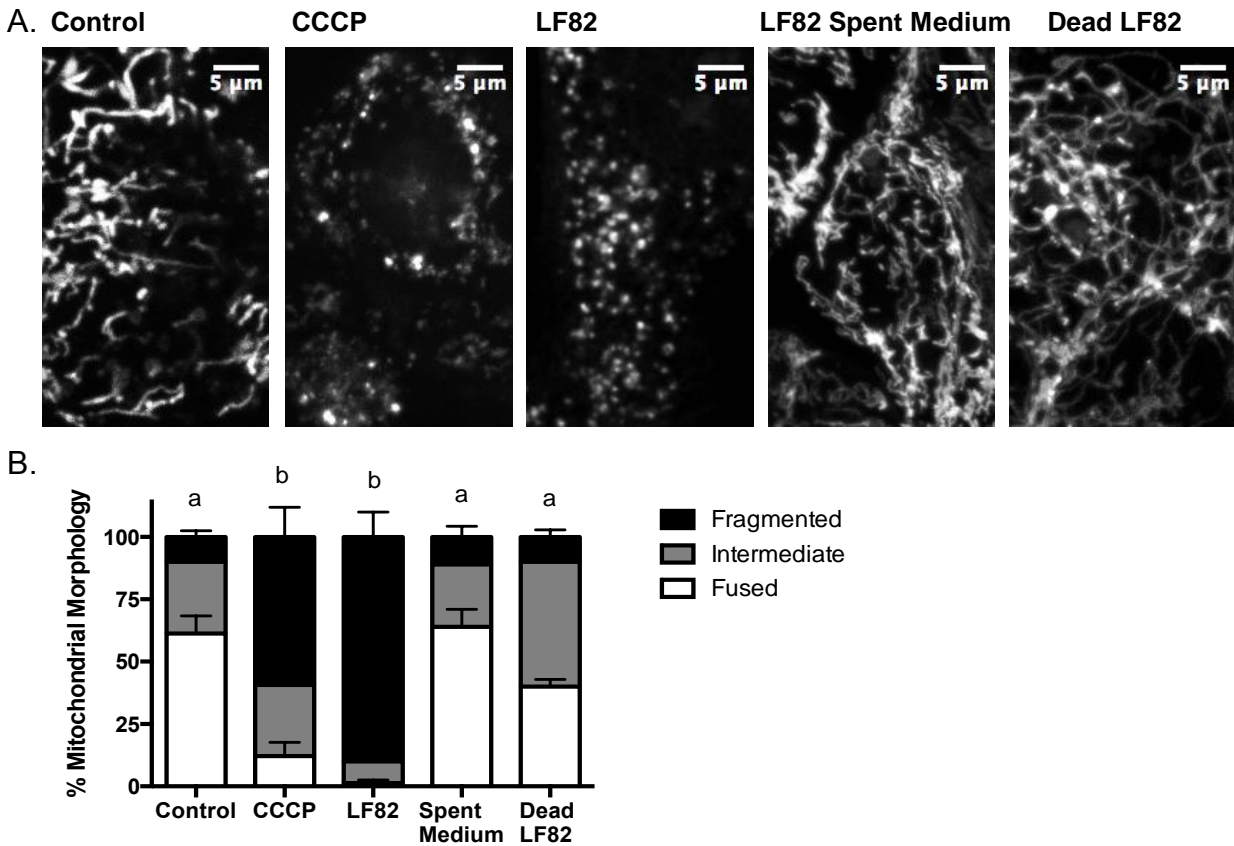 A. Control CCCP LF82 LF82 Spent Medium Dead LF82
5 µm 5 µm 5 µm 5 µm 5 µm
B.
a b b a a
% Mitochondrial Morphology
100
75
50
25
0
Control CCCP LF82 Spent Medium Dead LF82
Fragmented
Intermediate
Fused